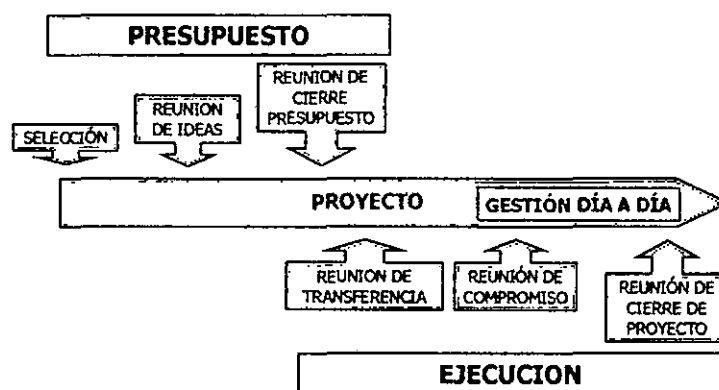 PRESUPUESTO
SELECCIÓN
REUNION
DE IDEAS
REUNION DE
CIERRE
PRESUPUESTO
PROYECTO
GESTIÓN DÍA A DÍA
REUNION DE
TRANSFERENCIA
REUNIÓN DE
COMPROMISO
REUNIÓN DE
CIERRE DE
PROYECTO
EJECUCION